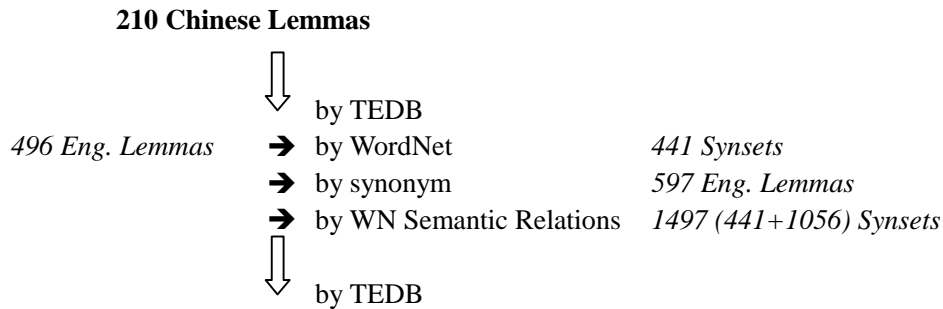 210 Chinese Lemmas
by TEDB
496 Eng. Lemmas → by WordNet 441 Synsets
→ by synonym 597 Eng. Lemmas
→ by WN Semantic Relations 1497 (441+1056) Synsets
by TEDB